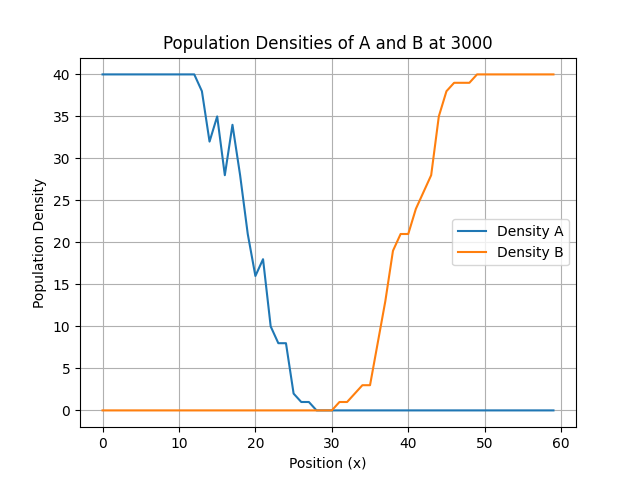 Population Densities of A and B at 3000
Population Density
40
35
30
25
20
15
10
5
0
Density A
Density B
0 10 20 30 40 50 60
Position (x)